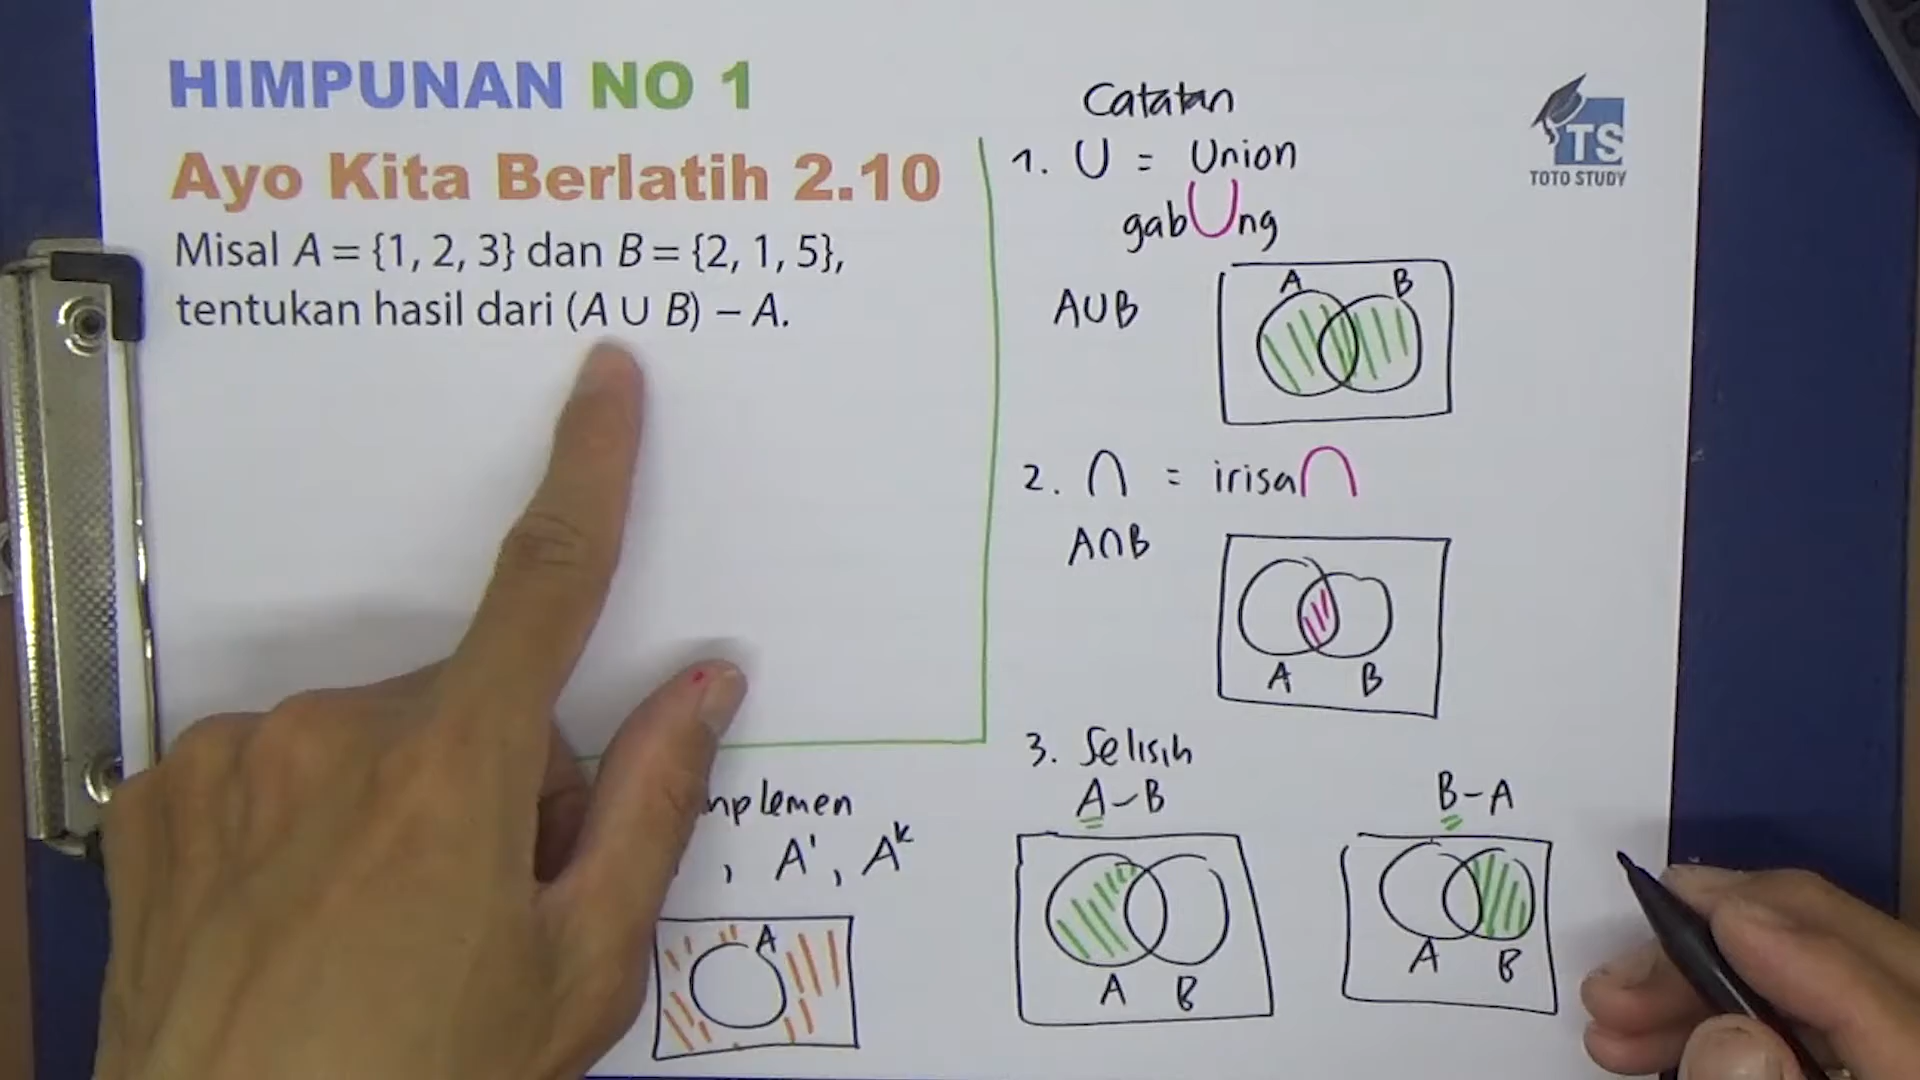 HIMPUNAN NO 1
Ayo Kita Berlatih 2.10
Misal A = {1, 2, 3} dan B = {2, 1, 5},
tentukan hasil dari (A ∪ B) – A.
Catatan
1. ∪ = Union
gabUng
A∪B
A B
2. ∩ = irisa∩
A∩B
A B
3. Selisih
A–B
A B
B–A
A B
, A', Aᵏ
A
TS
TOTO STUDY